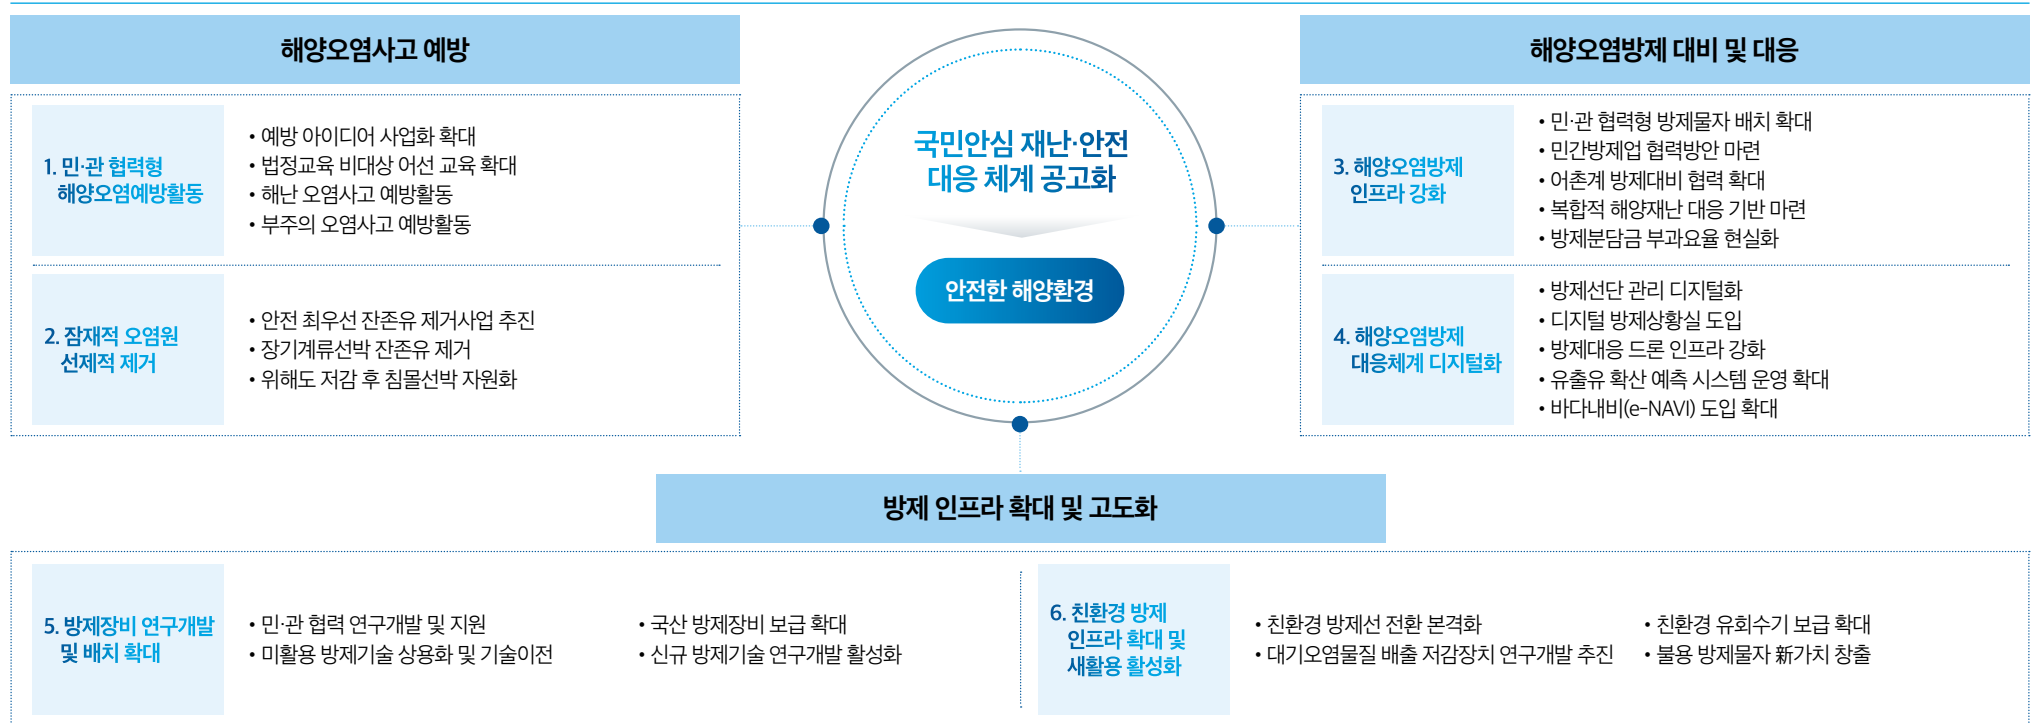 해양오염사고 예방
1. 민·관 협력형
해양오염예방활동
• 예방 아이디어 사업화 확대
• 법정교육 비대상 어선 교육 확대
• 해난 오염사고 예방활동
• 부주의 오염사고 예방활동
2. 잠재적 오염원
선제적 제거
• 안전 최우선 잔존유 제거사업 추진
• 장기계류선박 잔존유 제거
• 위해도 저감 후 침몰선박 자원화
국민안심 재난·안전
대응 체계 공고화
안전한 해양환경
해양오염방제 대비 및 대응
3. 해양오염방제
인프라 강화
• 민·관 협력형 방제물자 배치 확대
• 민간방제업 협력방안 마련
• 어촌계 방제대비 협력 확대
• 복합적 해양재난 대응 기반 마련
• 방제분담금 부과요율 현실화
4. 해양오염방제
대응체계 디지털화
• 방제선단 관리 디지털화
• 디지털 방제상황실 도입
• 방제대응 드론 인프라 강화
• 유출유 확산 예측 시스템 운영 확대
• 바다내비(e-NAVI) 도입 확대
방제 인프라 확대 및 고도화
5. 방제장비 연구개발
및 배치 확대
• 민·관 협력 연구개발 및 지원
• 미활용 방제기술 상용화 및 기술이전
• 국산 방제장비 보급 확대
• 신규 방제기술 연구개발 활성화
6. 친환경 방제
인프라 확대 및
새활용 활성화
• 친환경 방제선 전환 본격화
• 대기오염물질 배출 저감장치 연구개발 추진
• 친환경 유회수기 보급 확대
• 불용 방제물자 新가치 창출